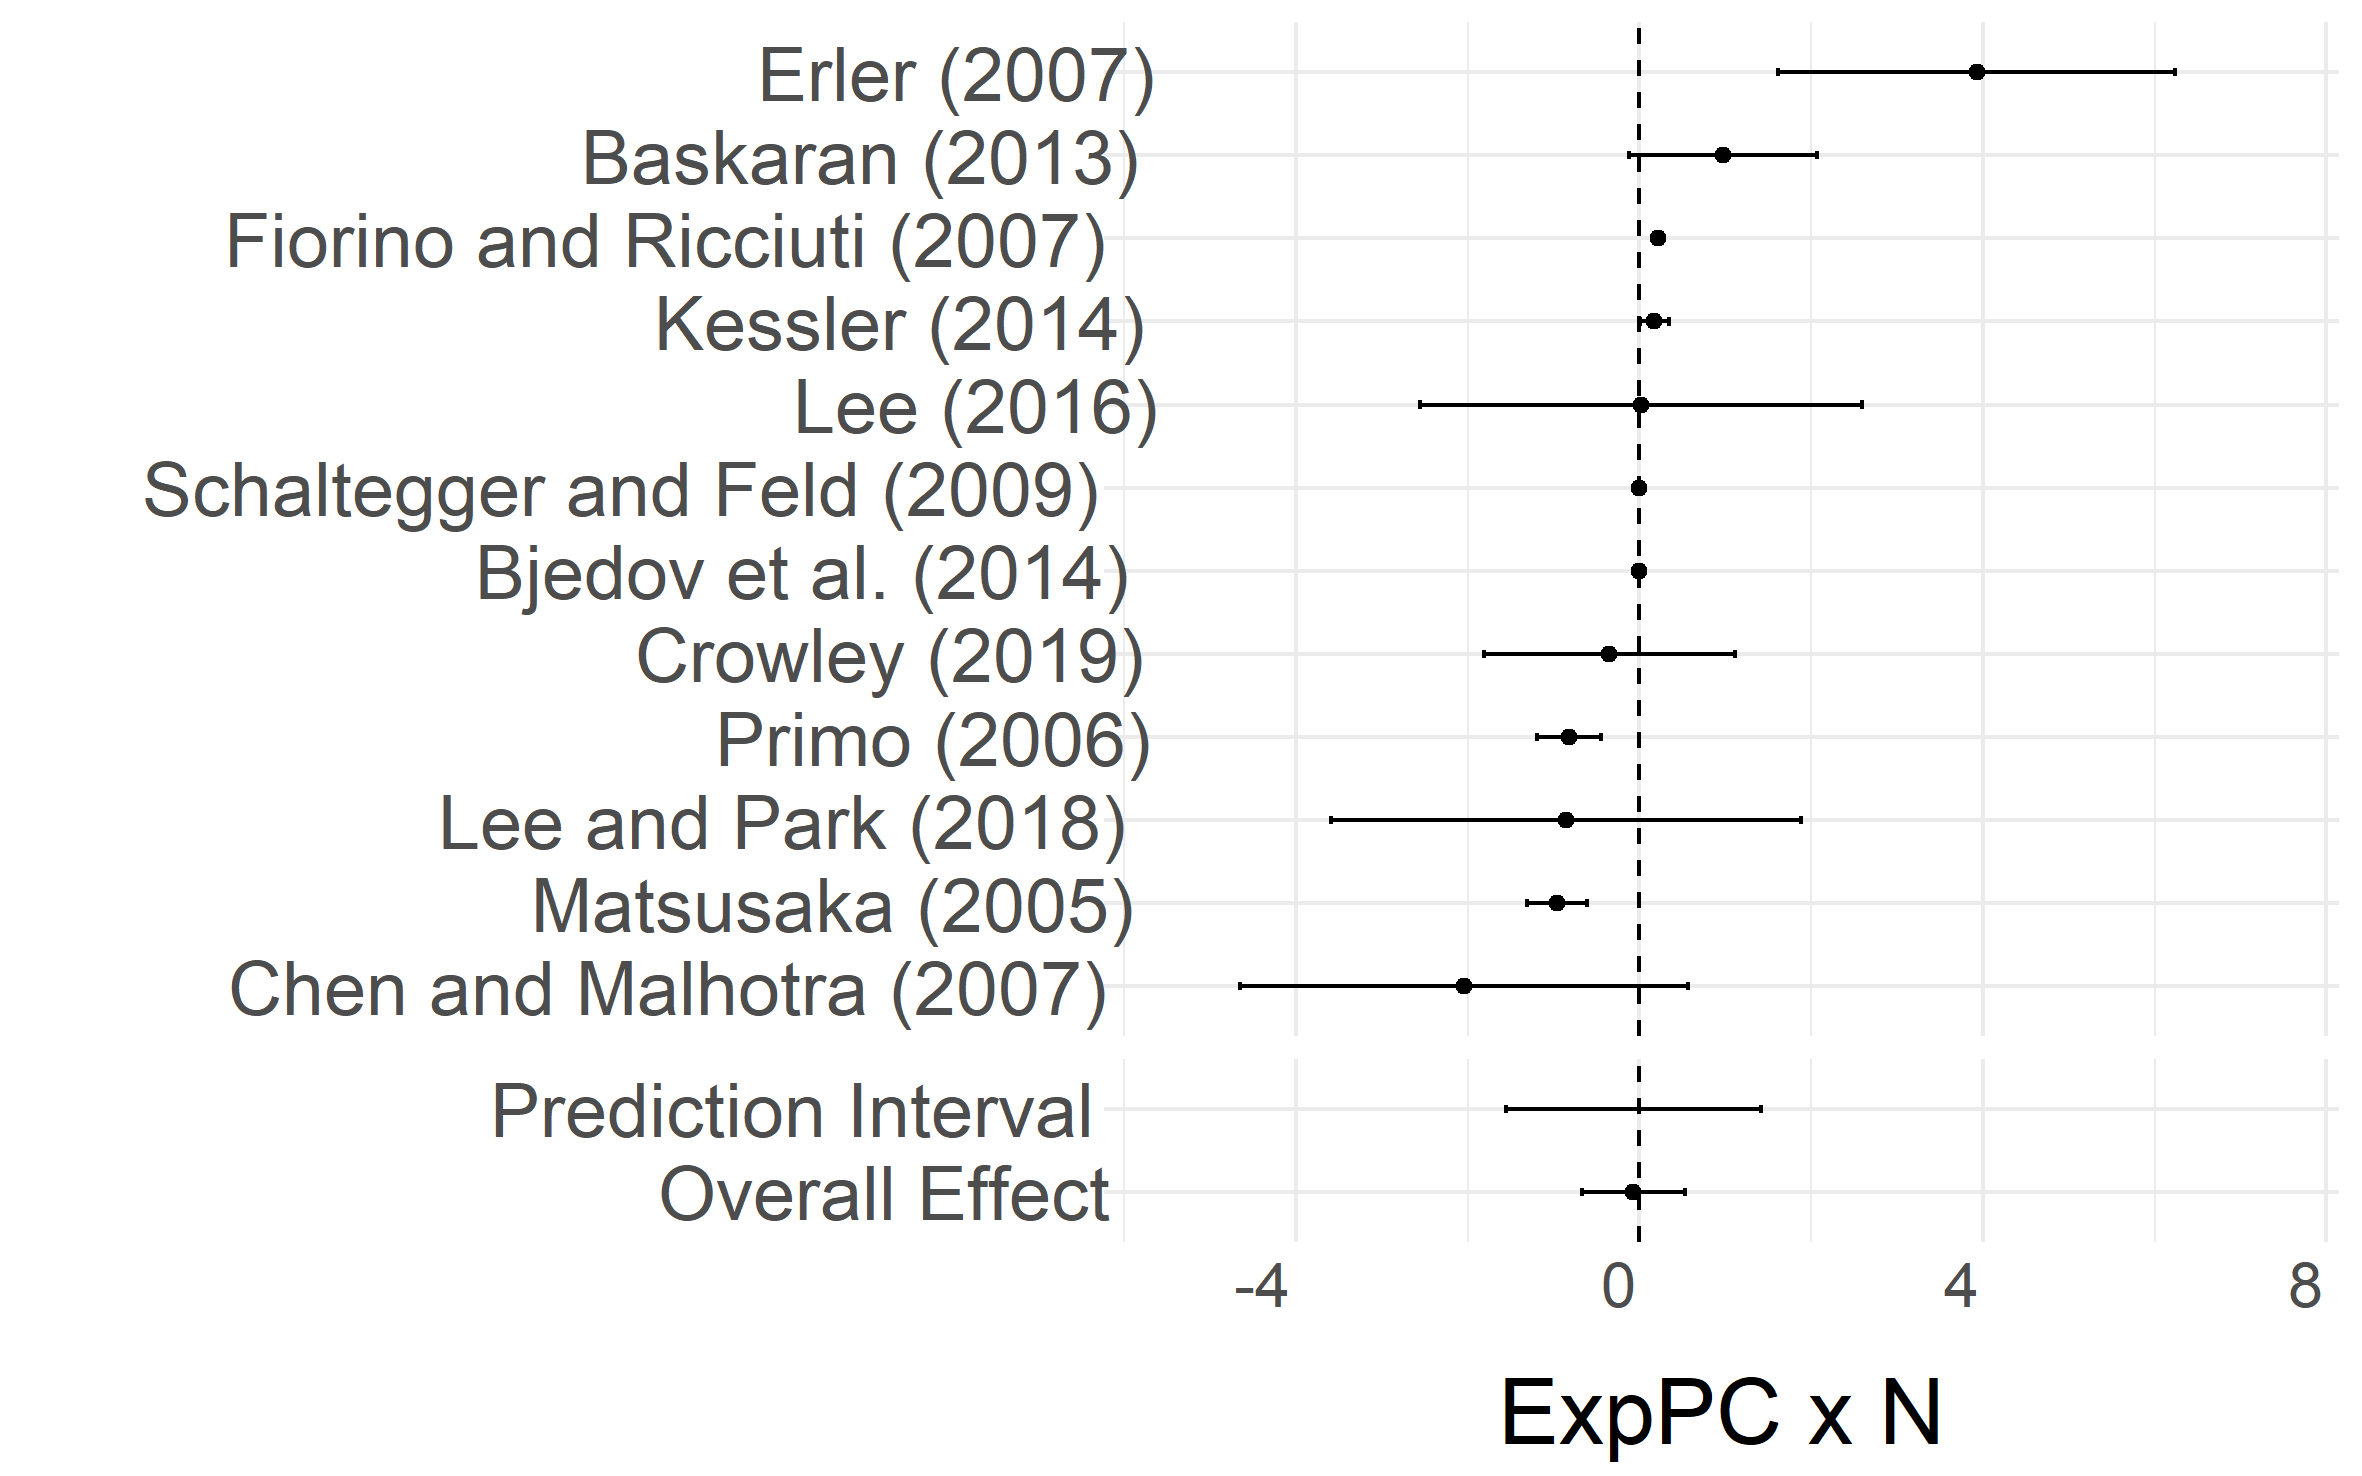 Erler (2007)
Baskaran (2013)
Fiorino and Ricciuti (2007)
Kessler (2014)
Lee (2016)
Schaltegger and Feld (2009)
Bjedov et al. (2014)
Crowley (2019)
Primo (2006)
Lee and Park (2018)
Matsusaka (2005)
Chen and Malhotra (2007)
Prediction Interval
Overall Effect
-4 0 4 8
ExpPC x N